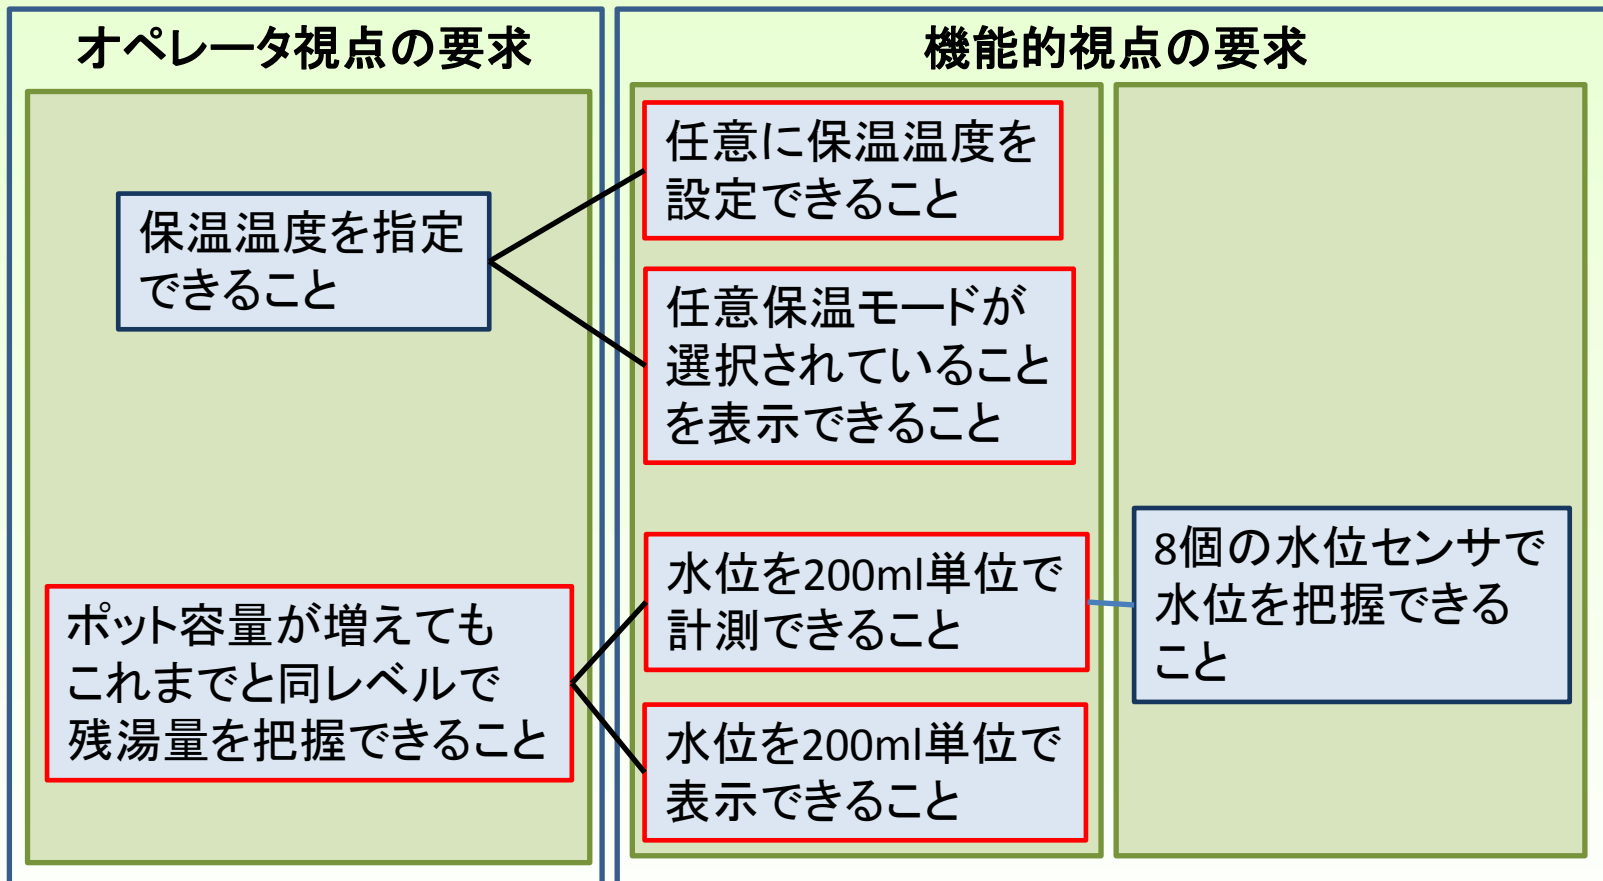 オペレータ視点の要求
機能的視点の要求
保温温度を指定
できること
任意に保温温度を
設定できること
任意保温モードが
選択されていること
を表示できること
ポット容量が増えても
これまでと同レベルで
残湯量を把握できること
水位を200ml単位で
計測できること
水位を200ml単位で
表示できること
8個の水位センサで
水位を把握できる
こと